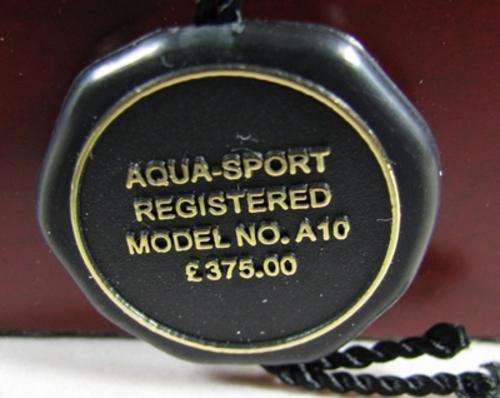 AQUA-SPORT
REGISTERED
MODEL NO. A10
£375.00